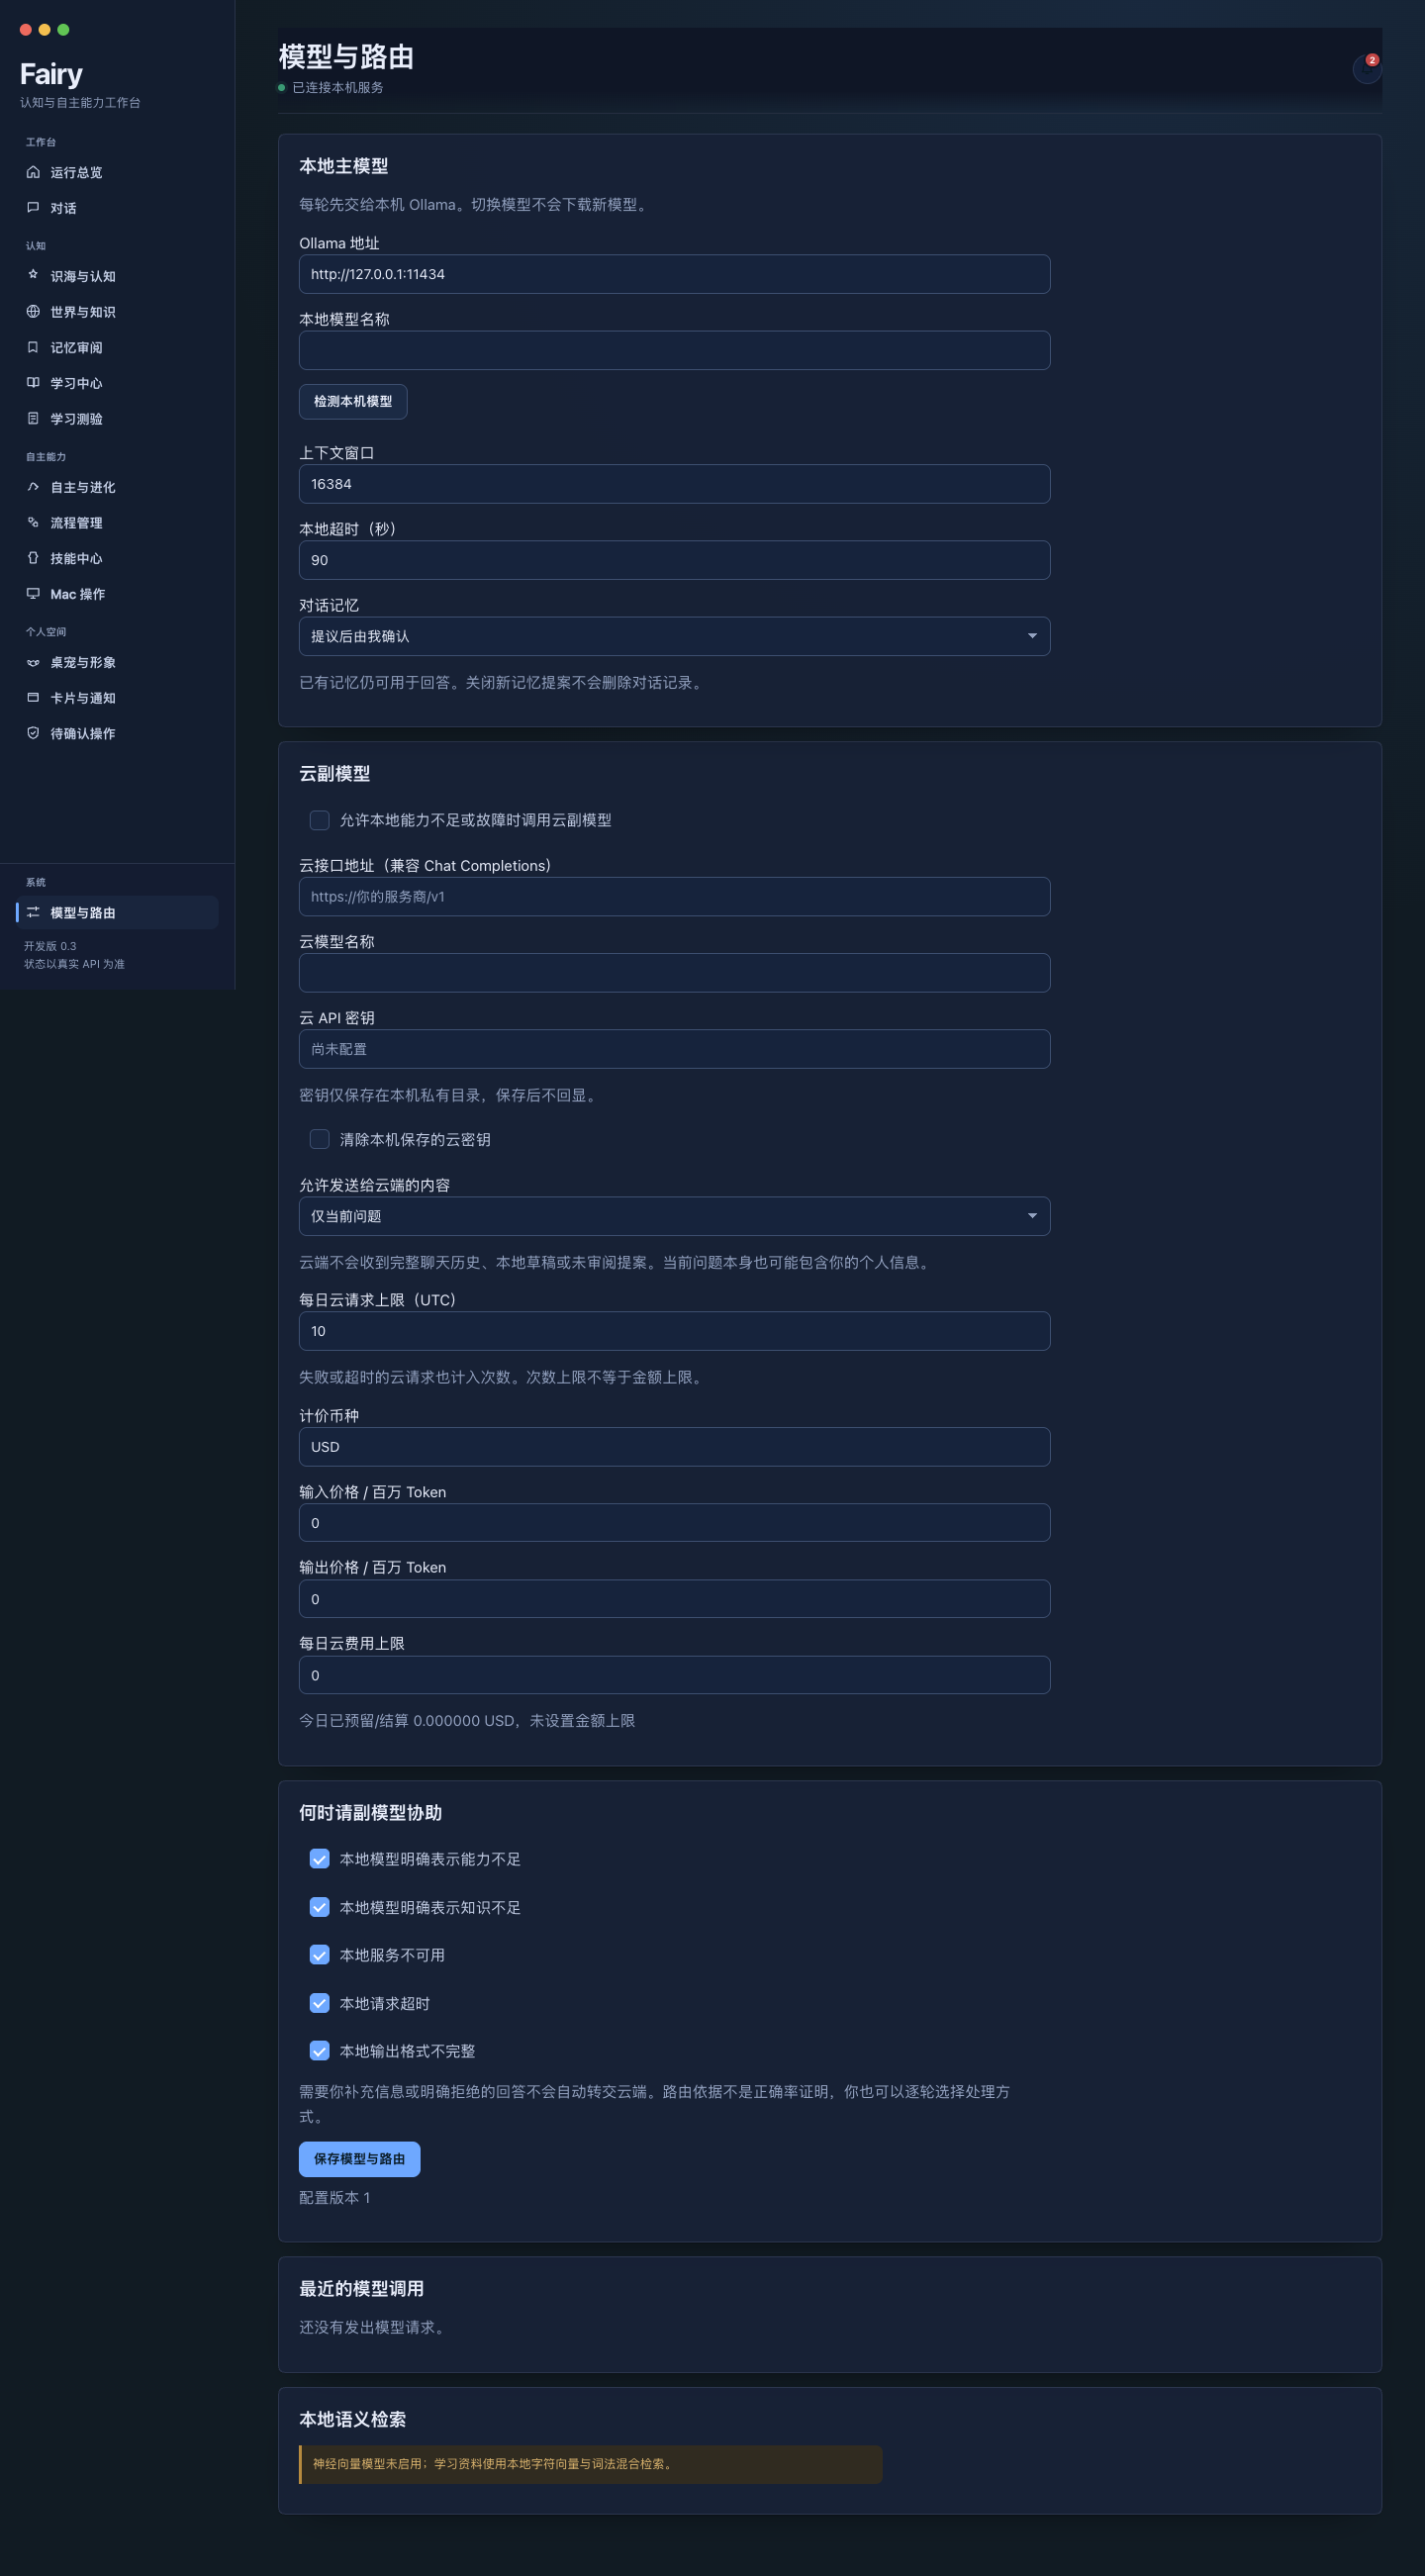 Fairy
认知与自主能力工作台
工作台
运行总览
对话
认知
识海与认知
世界与知识
记忆审阅
学习中心
学习测验
自主能力
自主与进化
流程管理
技能中心
Mac 操作
个人空间
桌宠与形象
卡片与通知
待确认操作
系统
模型与路由
开发版 0.3
状态以真实 API 为准
模型与路由
已连接本机服务
2
本地主模型
每轮先交给本机 Ollama。切换模型不会下载新模型。
Ollama 地址
http://127.0.0.1:11434
本地模型名称
检测本机模型
上下文窗口
16384
本地超时（秒）
90
对话记忆
提议后由我确认
已有记忆仍可用于回答。关闭新记忆提案不会删除对话记录。
云副模型
允许本地能力不足或故障时调用云副模型
云接口地址（兼容 Chat Completions）
https://你的服务商/v1
云模型名称
云 API 密钥
尚未配置
密钥仅保存在本机私有目录，保存后不回显。
清除本机保存的云密钥
允许发送给云端的内容
仅当前问题
云端不会收到完整聊天历史、本地草稿或未审阅提案。当前问题本身也可能包含你的个人信息。
每日云请求上限（UTC）
10
失败或超时的云请求也计入次数。次数上限不等于金额上限。
计价币种
USD
输入价格 / 百万 Token
0
输出价格 / 百万 Token
0
每日云费用上限
0
今日已预留/结算 0.000000 USD，未设置金额上限
何时请副模型协助
本地模型明确表示能力不足
本地模型明确表示知识不足
本地服务不可用
本地请求超时
本地输出格式不完整
需要你补充信息或明确拒绝的回答不会自动转交云端。路由依据不是正确率证明，你也可以逐轮选择处理方
式。
保存模型与路由
配置版本 1
最近的模型调用
还没有发出模型请求。
本地语义检索
神经向量模型未启用；学习资料使用本地字符向量与词法混合检索。